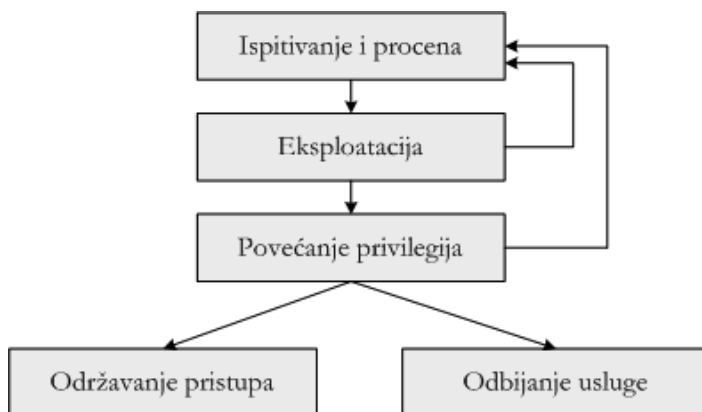 Ispitivanje i procena
Eksploatacija
Povećanje privilegija
Održavanje pristupa
Odbijanje usluge